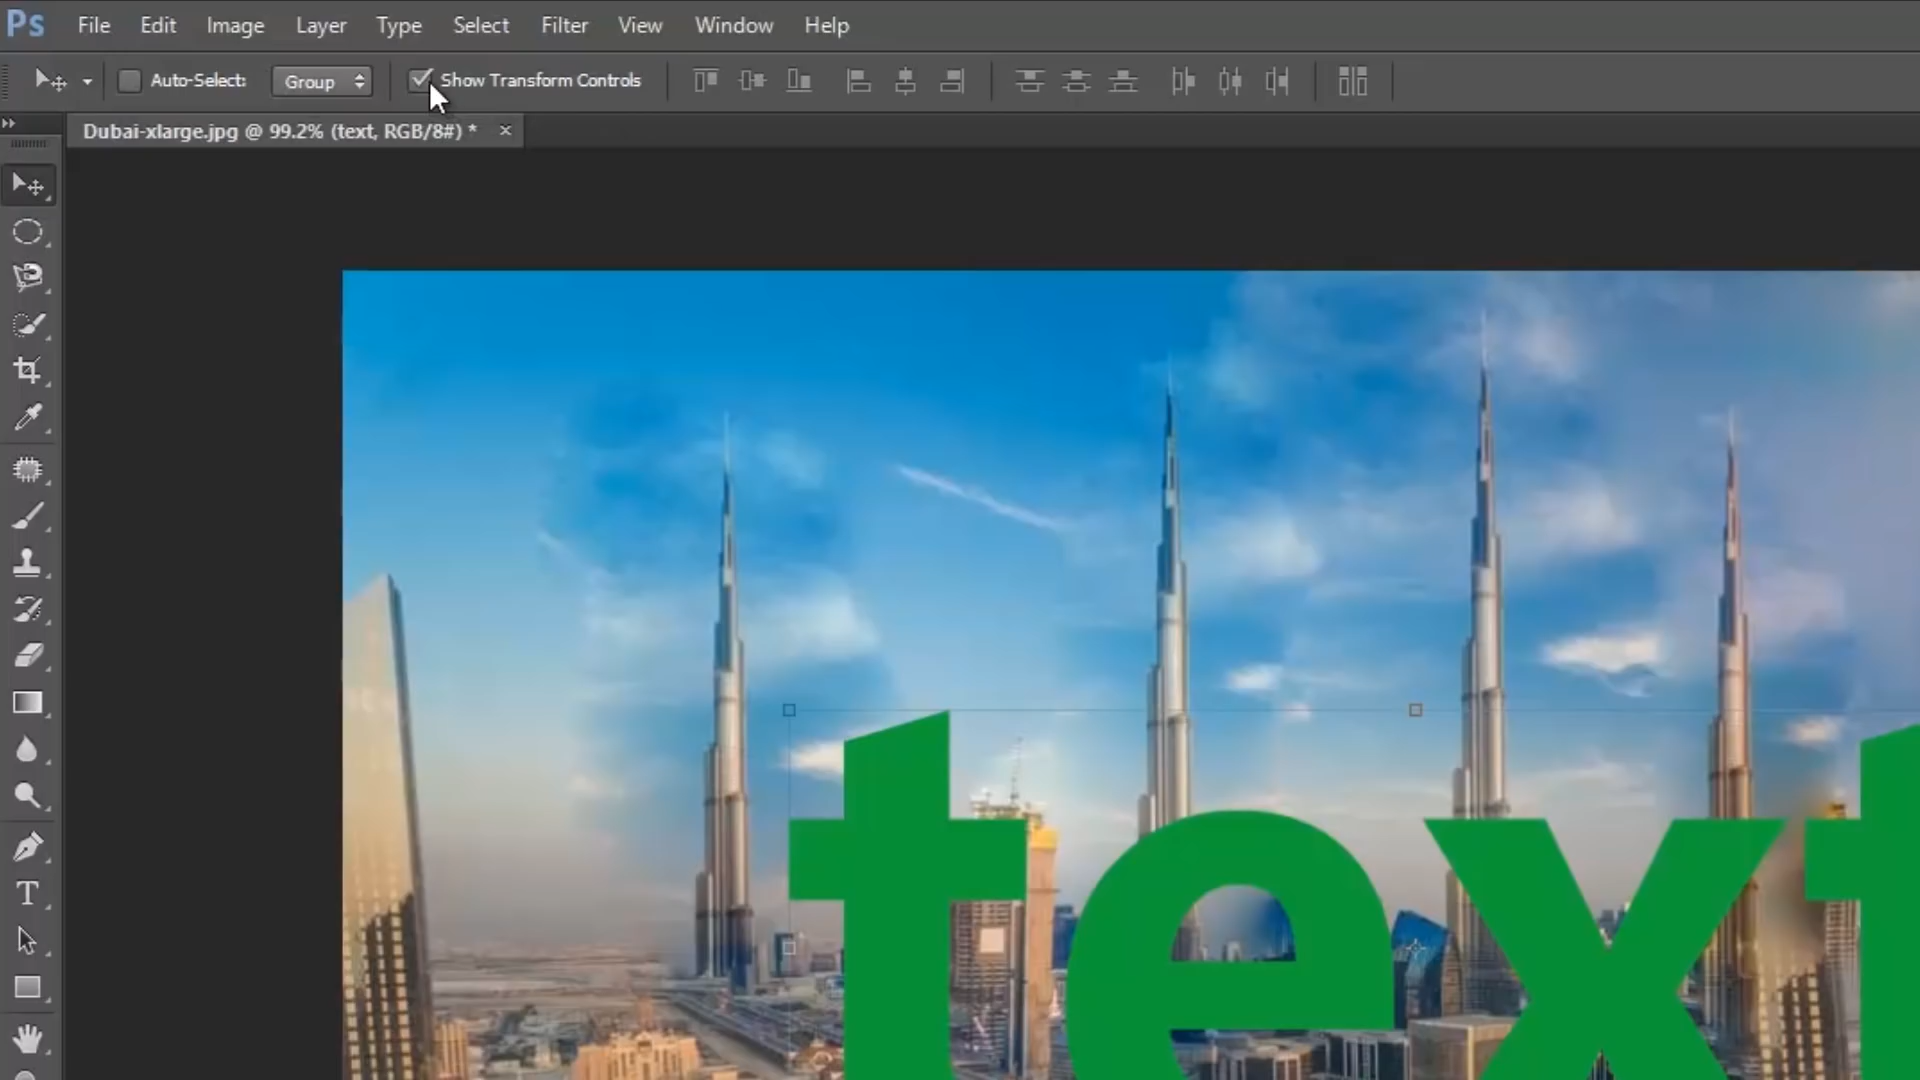 Ps File Edit Image Layer Type Select Filter View Window Help
Auto-Select: Group Show Transform Controls
Dubai-xlarge.jpg @ 99.2% (text, RGB/8#) * ×
text
T